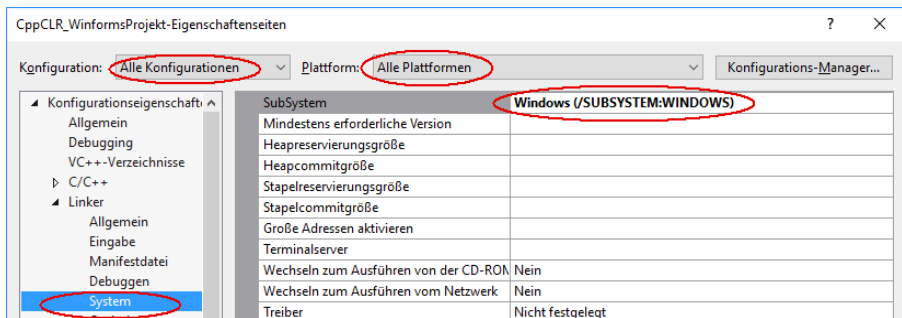 CppCLR_WinformsProjekt-Eigenschaftenseiten ? ×
Konfiguration: Alle Konfigurationen Plattform: Alle Plattformen Konfigurations-Manager...
Konfigurationseigenschaft
Allgemein
Debugging
VC++-Verzeichnisse
C/C++
Linker
Allgemein
Eingabe
Manifestdatei
Debuggen
System
SubSystem Windows (/SUBSYSTEM:WINDOWS)
Mindestens erforderliche Version
Heapreservierungsgröße
Heapcommitgröße
Stapelreservierungsgröße
Stapelcommitgröße
Große Adressen aktivieren
Terminalserver
Wechseln zum Ausführen von der CD-ROM Nein
Wechseln zum Ausführen vom Netzwerk Nein
Treiber Nicht festgelegt